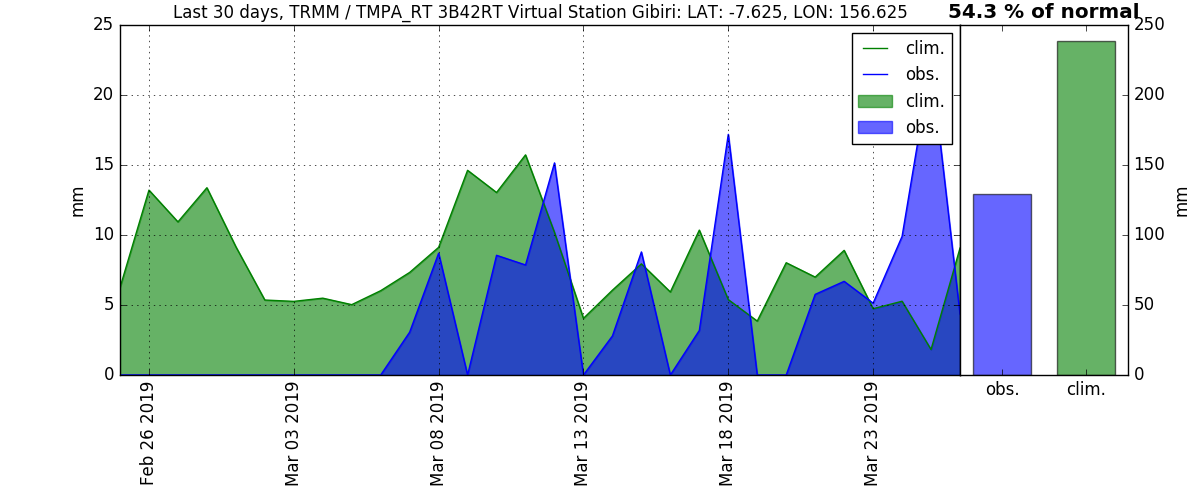 Last 30 days, TRMM / TMPA_RT 3B42RT Virtual Station Gibiri: LAT: -7.625, LON: 156.625
54.3 % of normal
25
20
15
10
5
0
mm
clim.
obs.
clim.
obs.
Feb 26 2019
Mar 03 2019
Mar 08 2019
Mar 13 2019
Mar 18 2019
Mar 23 2019
250
200
150
100
50
0
mm
obs.
clim.